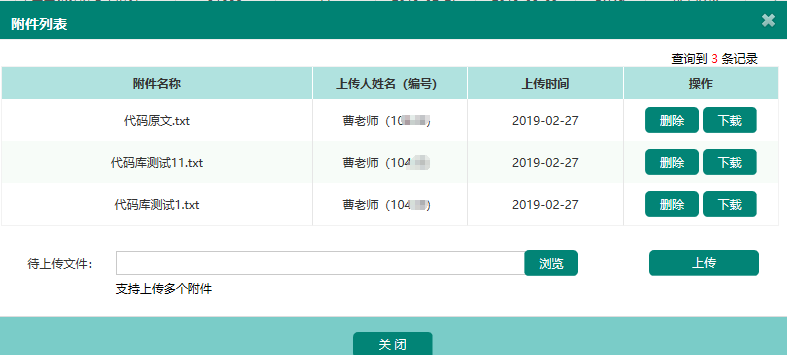 附件列表
查询到 3 条记录
附件名称 上传人姓名（编号） 上传时间 操作
代码原文.txt 曹老师（10 ） 2019-02-27 删除 下载
代码库测试11.txt 曹老师（104 2019-02-27 删除 下载
代码库测试1.txt 曹老师（104 ） 2019-02-27 删除 下载
待上传文件: 浏览 上传
支持上传多个附件
关 闭